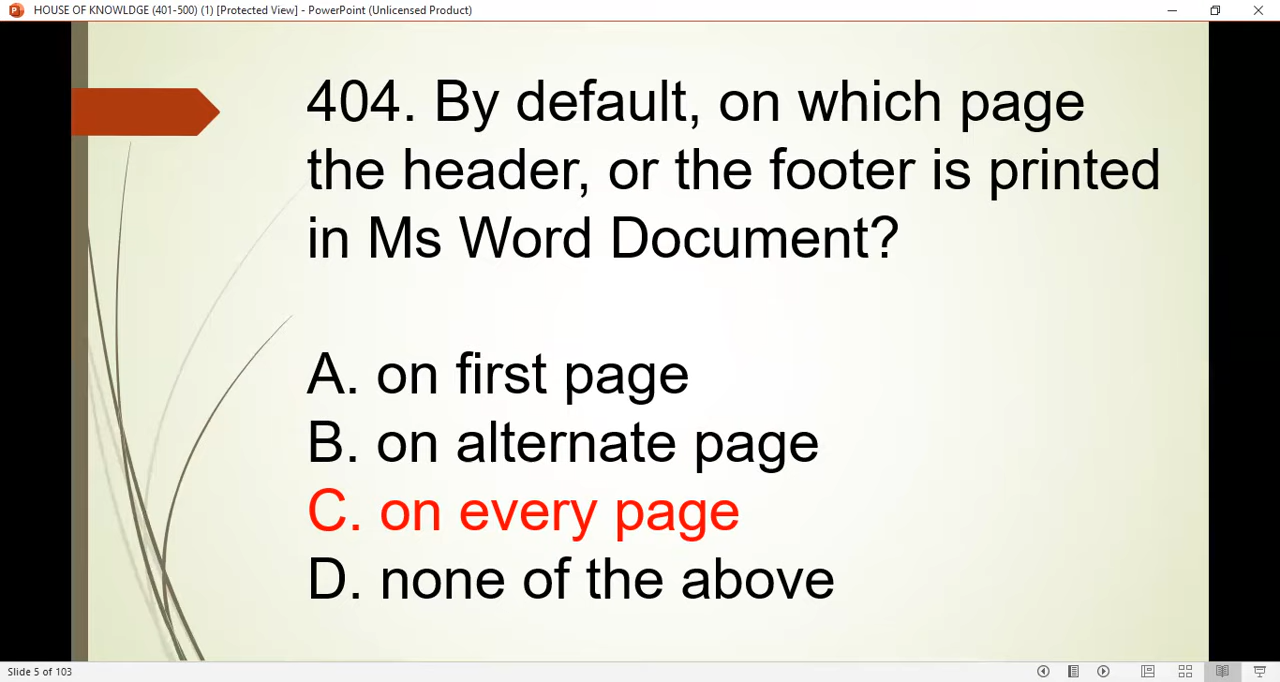 HOUSE OF KNOWLDGE (401-500) (1) [Protected View] - PowerPoint (Unlicensed Product)
404. By default, on which page
the header, or the footer is printed
in Ms Word Document?
A. on first page
B. on alternate page
C. on every page
D. none of the above
Slide 5 of 103